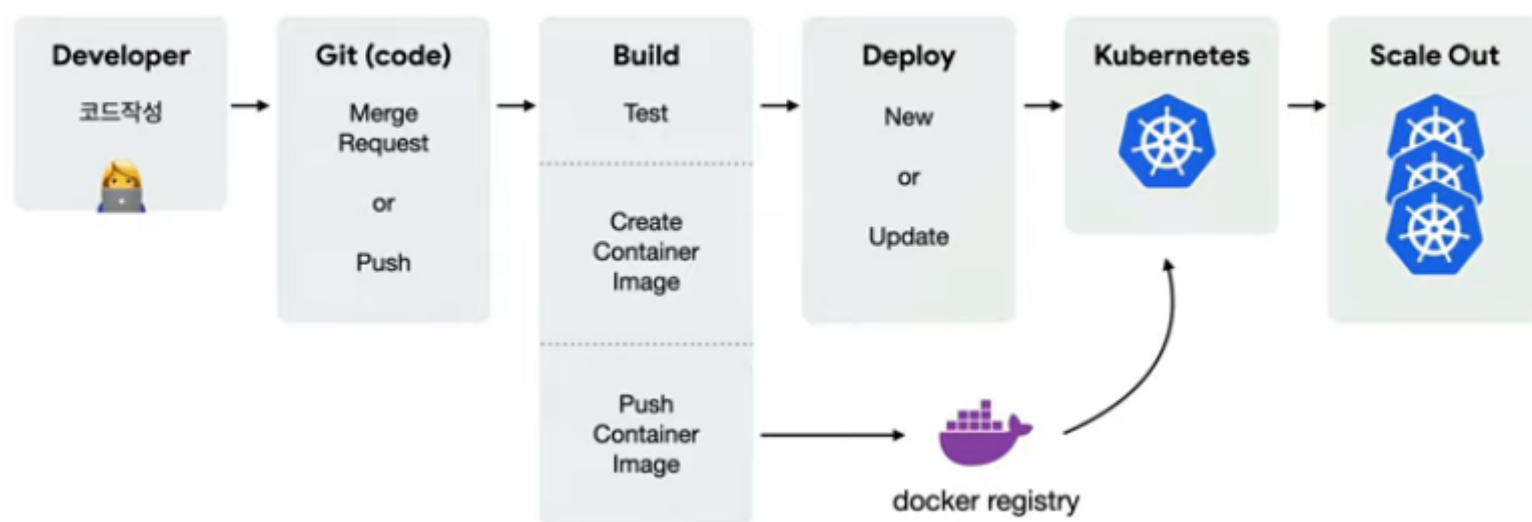 Developer
코드작성
Git (code)
Merge
Request
or
Push
Build
Test
Create
Container
Image
Push
Container
Image
Deploy
New
or
Update
Kubernetes
Scale Out
docker registry